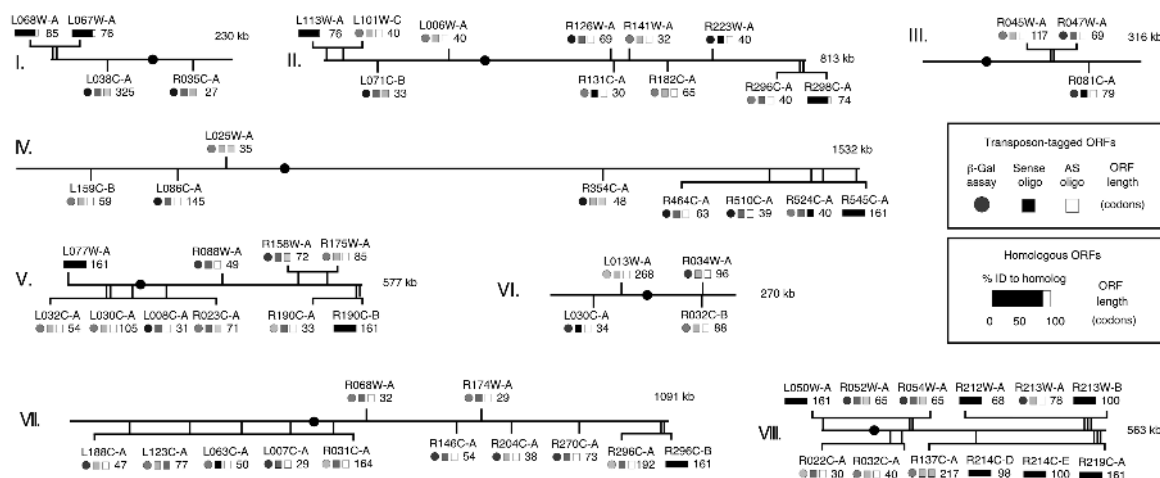 L068W-A L067W-A
85 76
230 kb
I.
L038C-A R035C-A
325 27
L113W-A L101W-C L006W-A R126W-A R141W-A R223W-A
76 40 40 69 32 40
II.
813 kb
L071C-B R131C-A R182C-A R296C-A R298C-A
33 30 65 40 74
R045W-A R047W-A
117 69
III.
316 kb
R081C-A
79
L025W-A
35
IV.
1532 kb
L159C-B L086C-A R354C-A R464C-A R510C-A R524C-A R545C-A
59 145 48 63 39 40 161
Transposon-tagged ORFs
β-Gal assay
Sense oligo
AS oligo
ORF length
(codons)
L077W-A R088W-A R158W-A R175W-A
161 49 72 85
V.
577 kb
L032C-A L030C-A L008C-A R023C-A R190C-A R190C-B
54 105 31 71 33 161
L013W-A R034W-A
268 96
VI.
270 kb
L030C-A R032C-B
34 88
Homologous ORFs
% ID to homolog
ORF length
0 50 100 (codons)
R068W-A R174W-A
32 29
VII.
1091 kb
L188C-A L123C-A L063C-A L007C-A R031C-A R146C-A R204C-A R270C-A R296C-A R296C-B
47 77 50 29 164 54 38 73 192 161
L050W-A R052W-A R054W-A R212W-A R213W-A R213W-B
161 65 65 68 78 100
VIII.
563 kb
R022C-A R032C-A R137C-A R214C-D R214C-E R219C-A
30 40 217 98 100 161